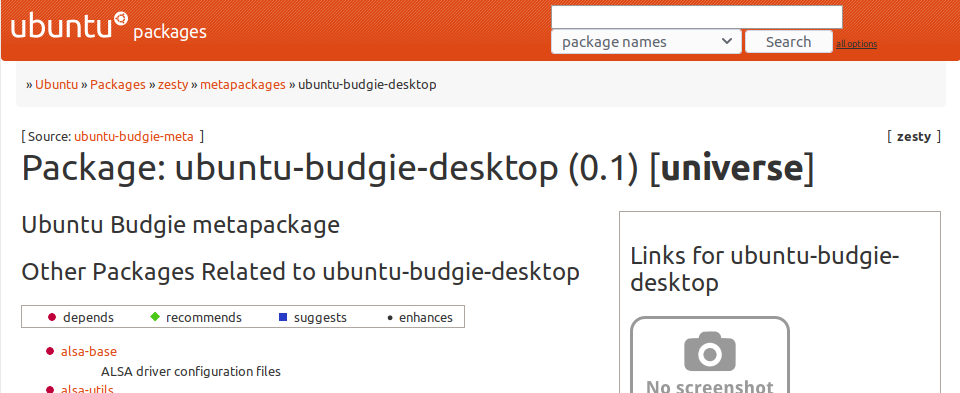 ubuntu packages
package names Search all options
» Ubuntu » Packages » zesty » metapackages » ubuntu-budgie-desktop
[ Source: ubuntu-budgie-meta ] [ zesty ]
Package: ubuntu-budgie-desktop (0.1) [universe]
Ubuntu Budgie metapackage
Other Packages Related to ubuntu-budgie-desktop
depends recommends suggests enhances
alsa-base
ALSA driver configuration files
alsa-utils
Links for ubuntu-budgie-
desktop
No screenshot